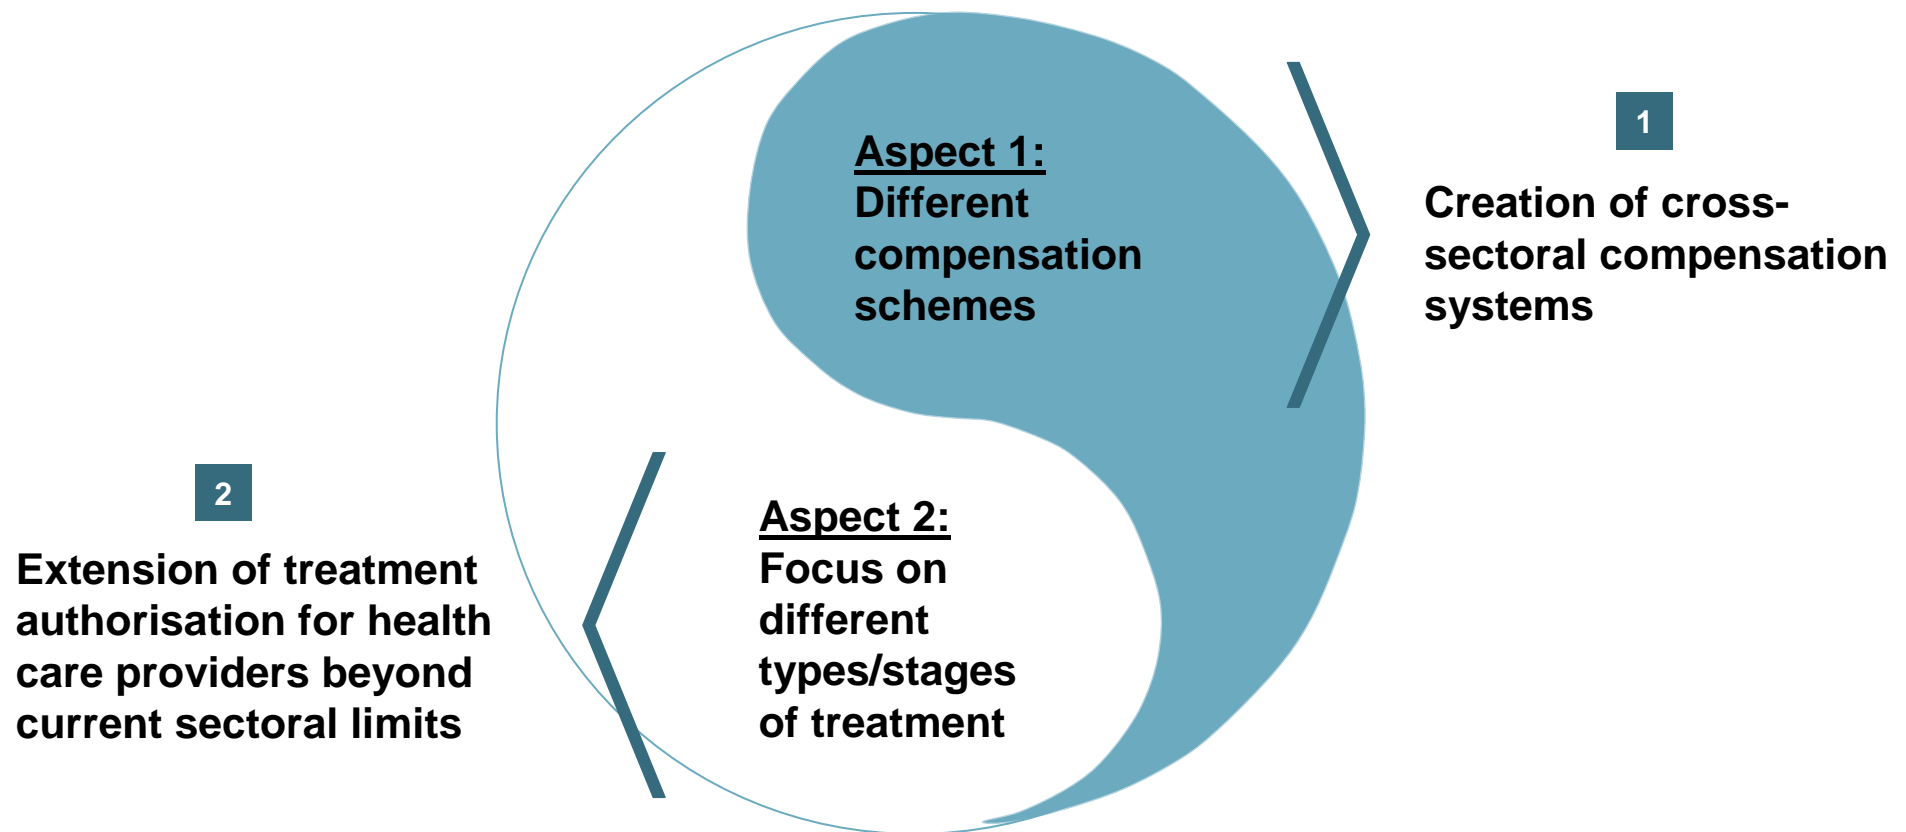 Aspect 1:
Different
compensation
schemes
1
Creation of cross-
sectoral compensation
systems
2
Extension of treatment
authorisation for health
care providers beyond
current sectoral limits
Aspect 2:
Focus on
different
types/stages
of treatment